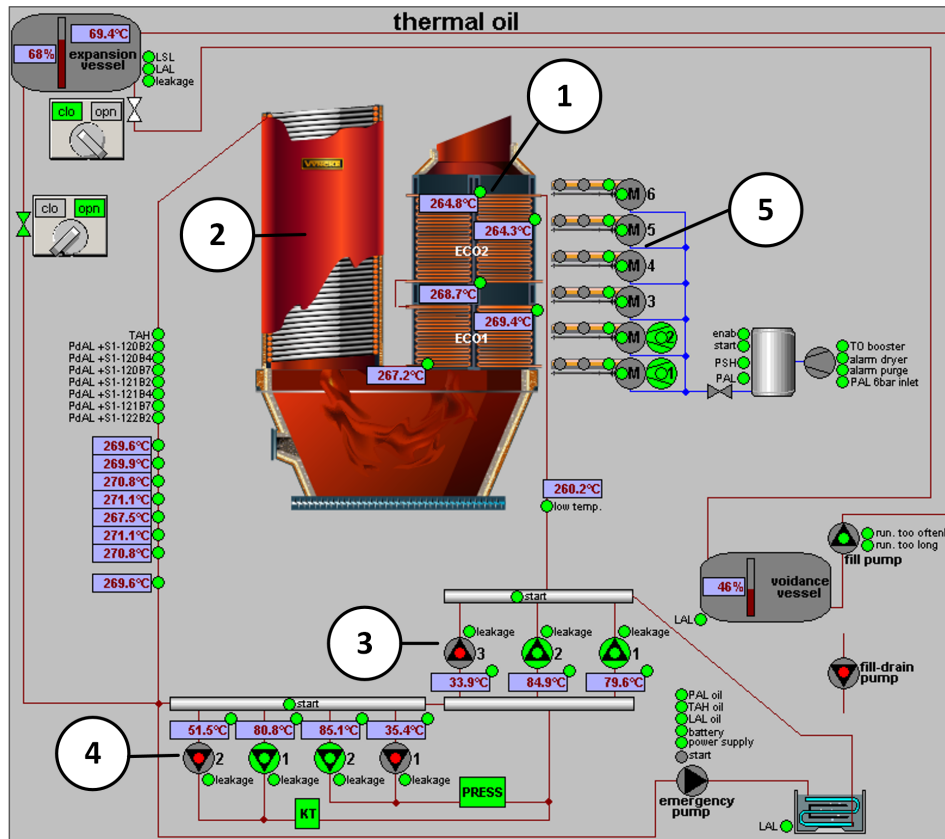 thermal oil
69.4°C
68%
expansion
vessel
LSL
LAL
leakage
clo opn
clo opn
1
2
VYNCKE
264.8°C
264.3°C
ECO2
268.7°C
269.4°C
ECO1
267.2°C
M 6
M 5
M 4
M 3
M 2
M 1
5
enab
start
PSH
PAL
TO booster
alarm dryer
alarm purge
PAL 6bar inlet
TAH
PdAL +S1-120B2
PdAL +S1-120B4
PdAL +S1-120B7
PdAL +S1-121B2
PdAL +S1-121B4
PdAL +S1-121B7
PdAL +S1-122B2
269.6°C
269.9°C
270.8°C
271.1°C
267.5°C
271.1°C
270.8°C
269.6°C
260.2°C
low temp.
run. too often
run. too long
fill pump
46%
voidance
vessel
LAL
fill-drain
pump
start
3
leakage leakage leakage
3 2 1
33.9°C 84.9°C 79.6°C
start
51.5°C 80.8°C 85.1°C 35.4°C
4
2 1 2 1
leakage leakage leakage leakage
KT
PRESS
PAL oil
TAH oil
LAL oil
battery
power supply
start
emergency
pump
LAL